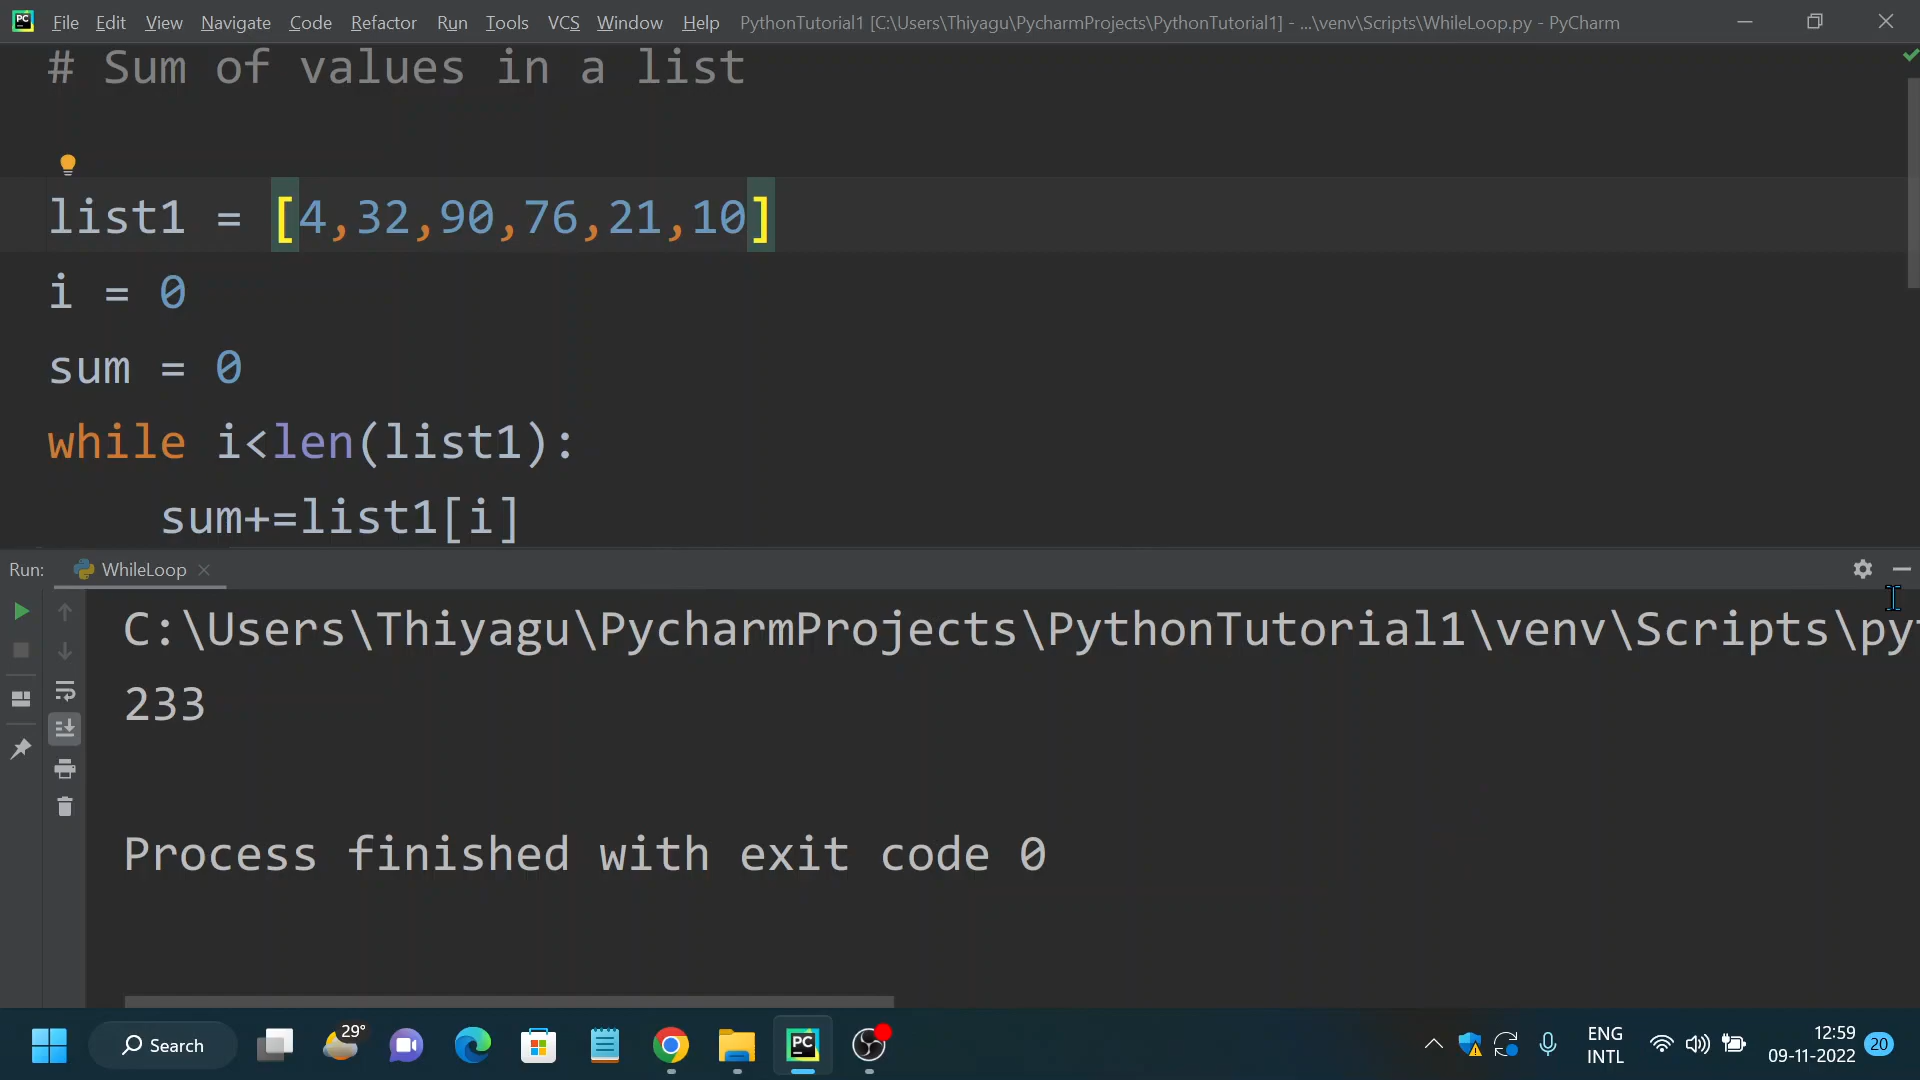 File Edit View Navigate Code Refactor Run Tools VCS Window Help PythonTutorial1 [C:\Users\Thiyagu\PycharmProjects\PythonTutorial1] - ...\venv\Scripts\WhileLoop.py - PyCharm
# Sum of values in a list
list1 = [4,32,90,76,21,10]
i = 0
sum = 0
while i<len(list1):
    sum+=list1[i]
Run: WhileLoop
C:\Users\Thiyagu\PycharmProjects\PythonTutorial1\venv\Scripts\py
233
Process finished with exit code 0
PC
Search
29°
ENG
INTL
12:59
09-11-2022
20